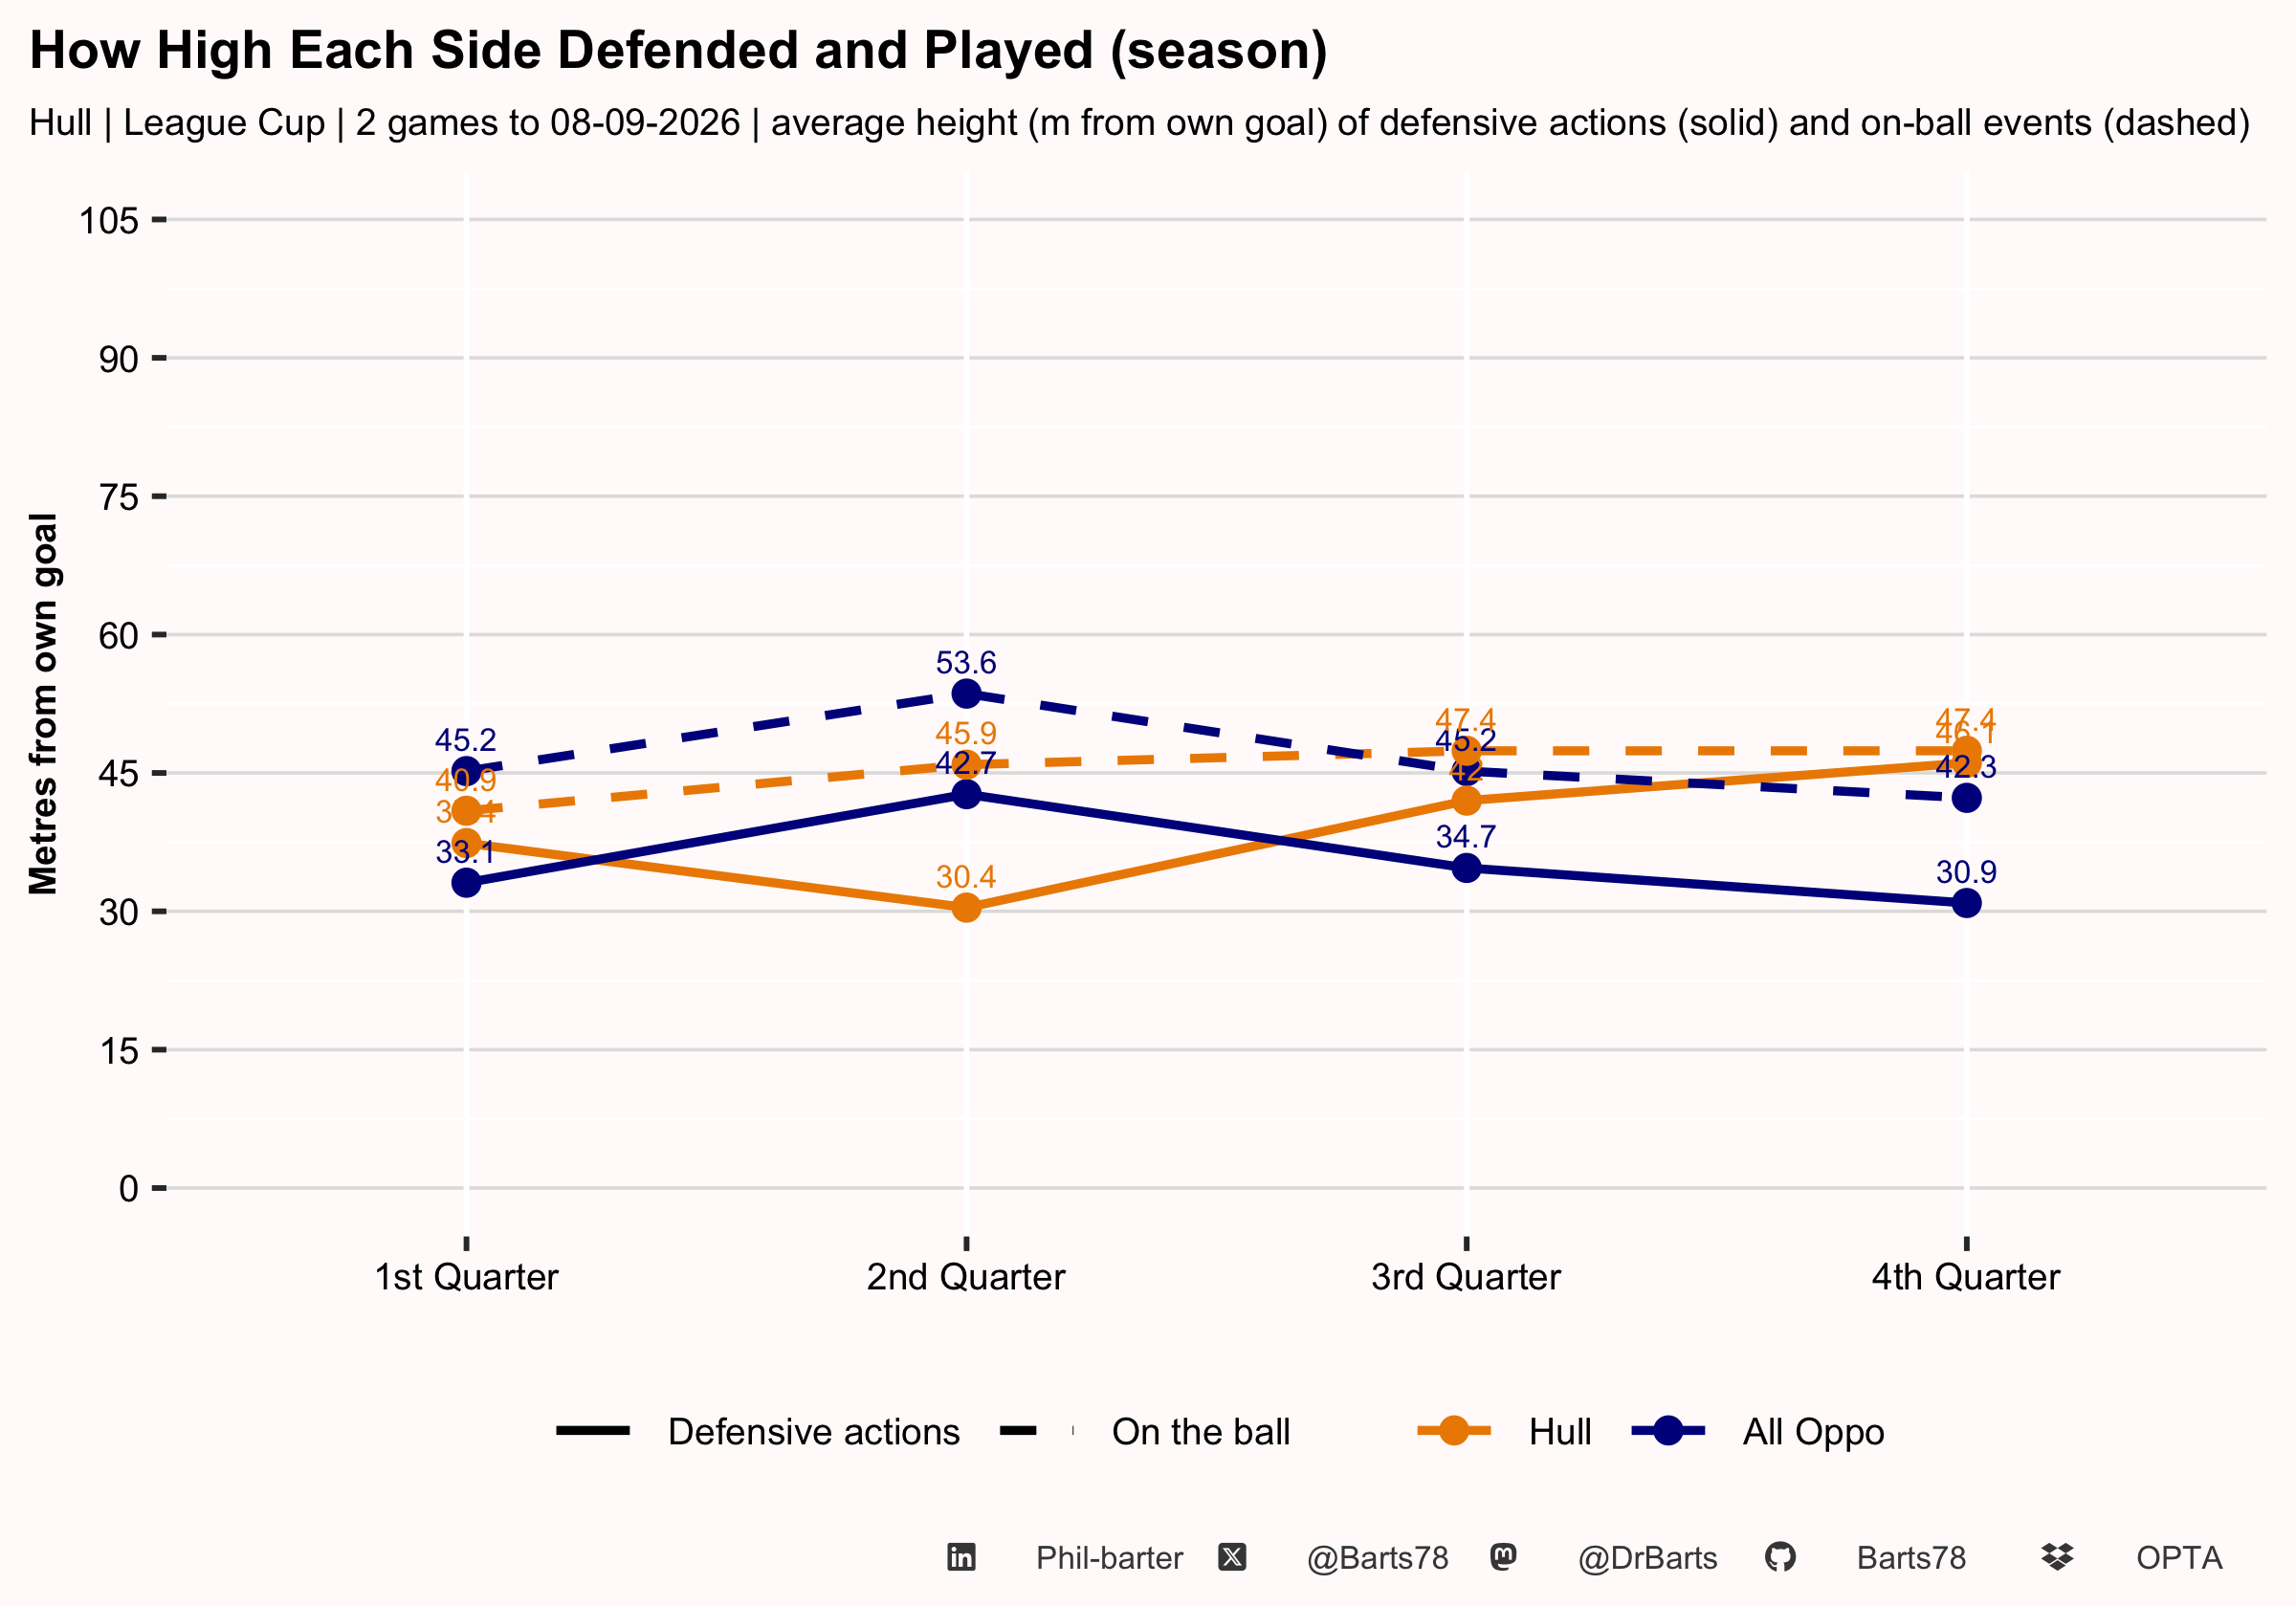 How High Each Side Defended and Played (season)
Hull | League Cup | 2 games to 08-09-2026 | average height (m from own goal) of defensive actions (solid) and on-ball events (dashed)
Metres from own goal
105
90
75
60
45
30
15
0
45.2
40.9
33.1
53.6
45.9
42.7
30.4
47.4
45.2
42
34.7
47.4
46.1
42.3
30.9
1st Quarter
2nd Quarter
3rd Quarter
4th Quarter
Defensive actions
On the ball
Hull
All Oppo
Phil-barter
@Barts78
@DrBarts
Barts78
OPTA